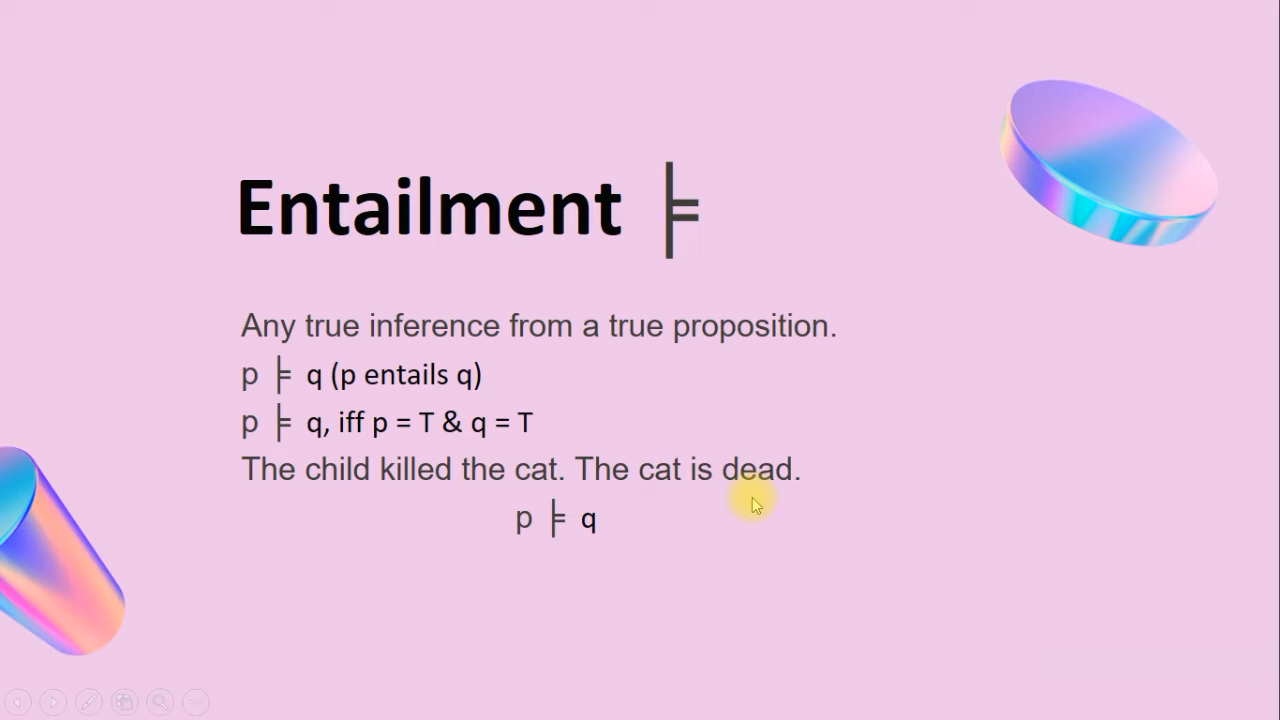 Entailment ╞
Any true inference from a true proposition.
p ╞ q (p entails q)
p ╞ q, iff p = T & q = T
The child killed the cat. The cat is dead.
p ╞ q